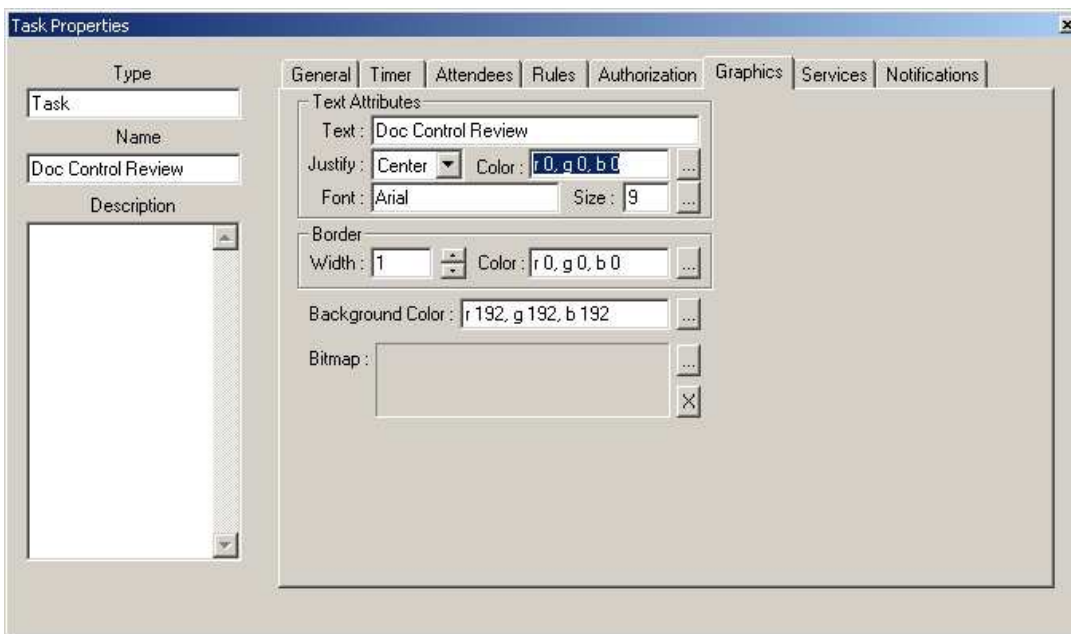 Task Properties
Type
Task
Name
Doc Control Review
Description
General Timer Attendees Rules Authorization Graphics Services Notifications
Text Attributes
Text : Doc Control Review
Justify : Center Color : r 0, g 0, b 0 ...
Font : Arial Size : 9 ...
Border
Width : 1 Color : r 0, g 0, b 0 ...
Background Color : r 192, g 192, b 192 ...
Bitmap : ...
X